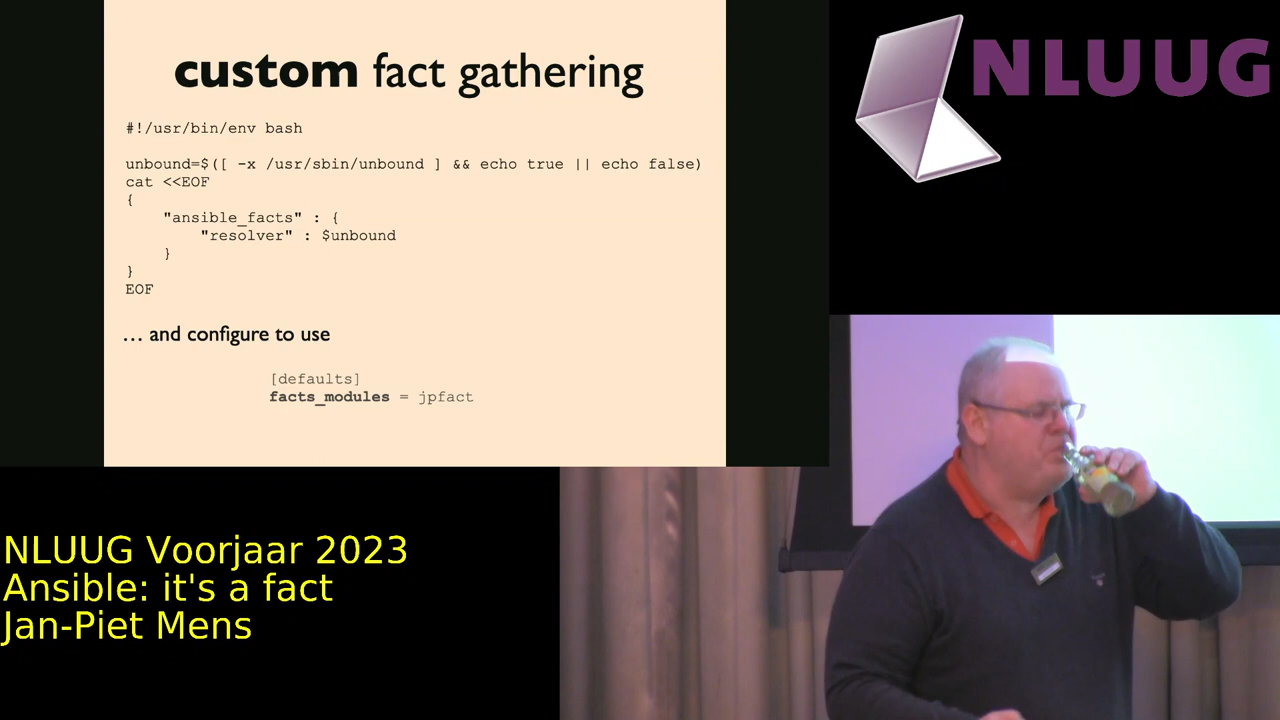 custom fact gathering
#!/usr/bin/env bash
unbound=$([ -x /usr/sbin/unbound ] && echo true || echo false)
cat <<EOF
{
    "ansible_facts" : {
        "resolver" : $unbound
    }
}
EOF
… and configure to use
[defaults]
facts_modules = jpfact
NLUUG
NLUUG Voorjaar 2023
Ansible: it's a fact
Jan-Piet Mens